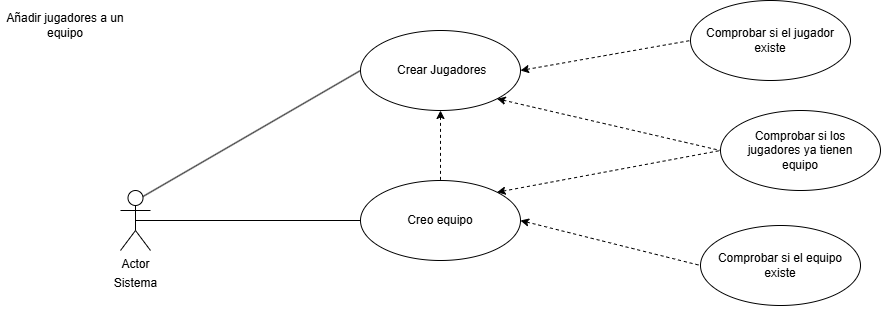 Añadir jugadores a un
equipo
Crear Jugadores
Comprobar si el jugador
existe
Comprobar si los
jugadores ya tienen
equipo
Creo equipo
Comprobar si el equipo
existe
Actor
Sistema